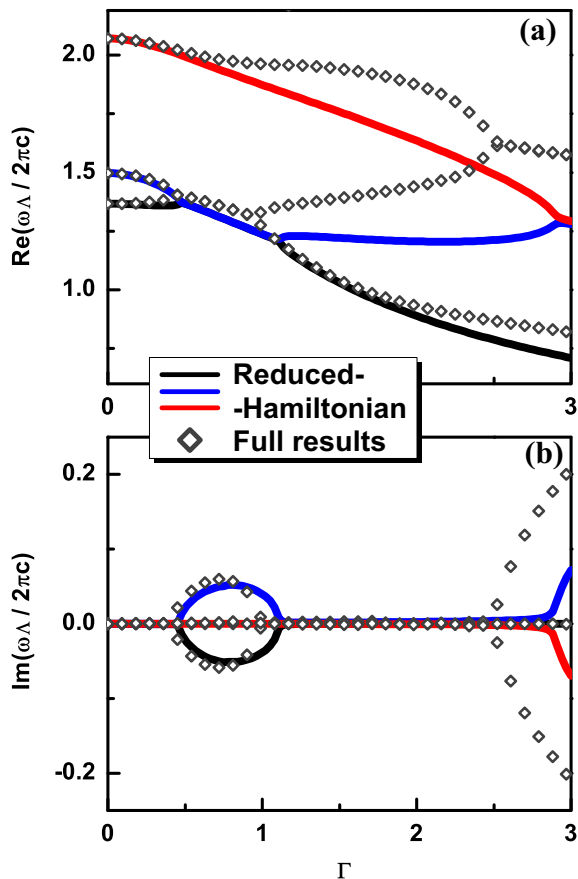 (a)
Re(ωΛ / 2πc)
2.0
1.5
1.0
0
3
Reduced-
-Hamiltonian
Full results
(b)
Im(ωΛ / 2πc)
0.2
0.0
-0.2
0
1
2
3
Γ